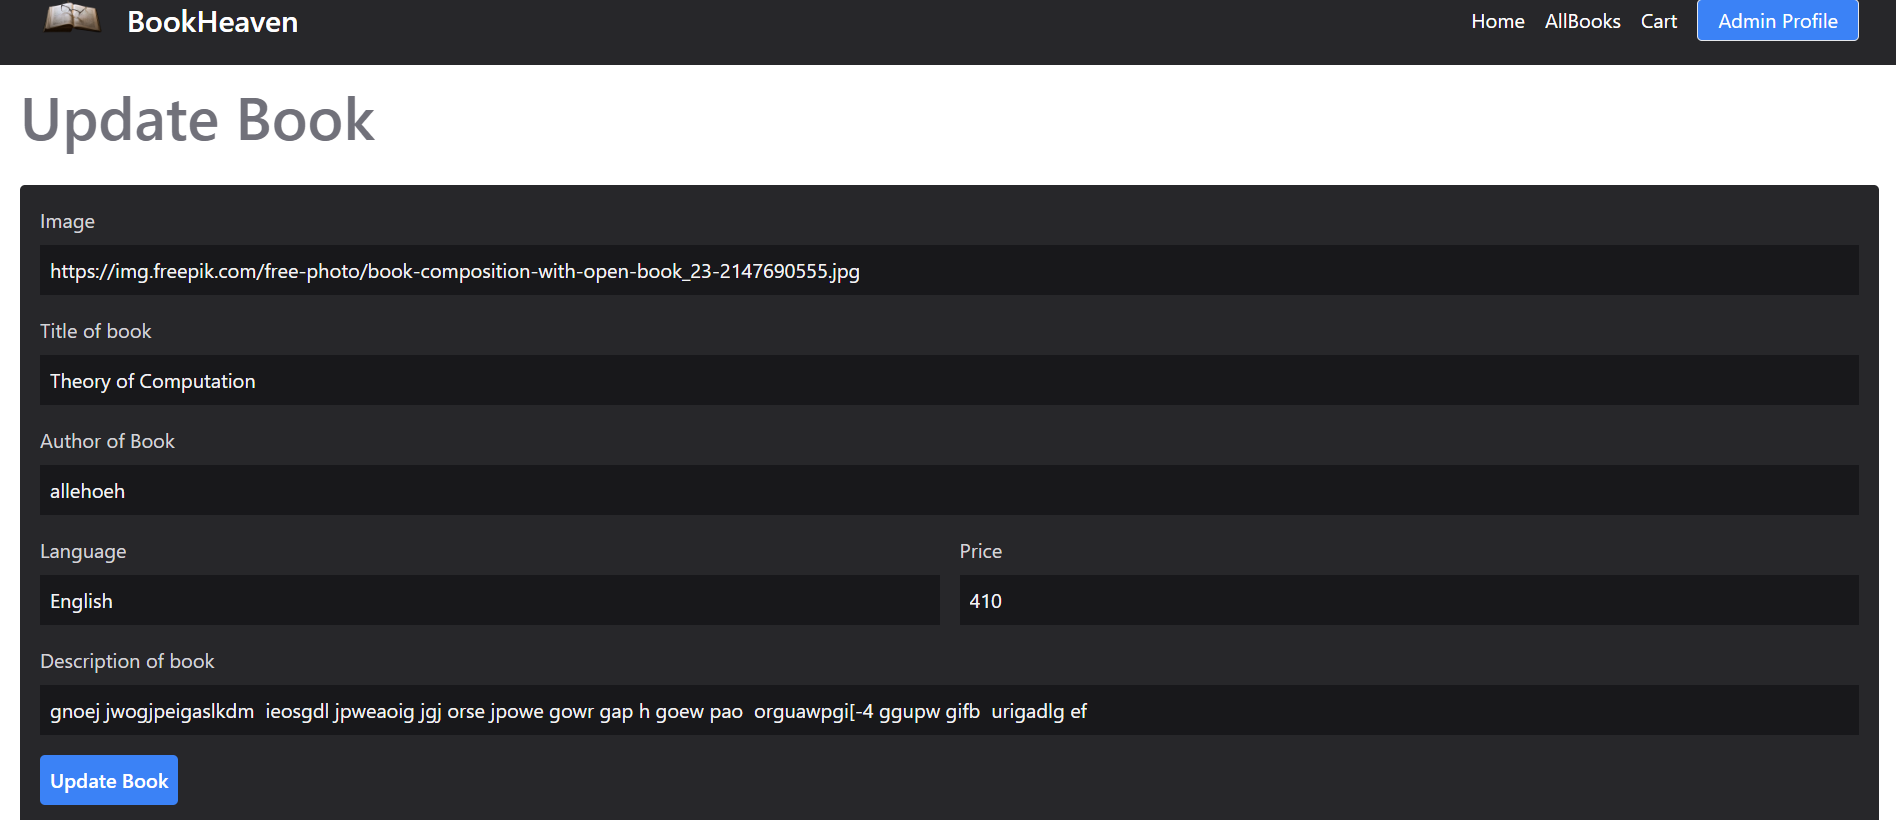 BookHeaven
Home AllBooks Cart Admin Profile
Update Book
Image
https://img.freepik.com/free-photo/book-composition-with-open-book_23-2147690555.jpg
Title of book
Theory of Computation
Author of Book
allehoeh
Language Price
English 410
Description of book
gnoej jwogjpeigaslkdm  ieosgdl jpweaoig jgj orse jpowe gowr gap h goew pao  orguawpgi[-4 ggupw gifb  urigadlg ef
Update Book